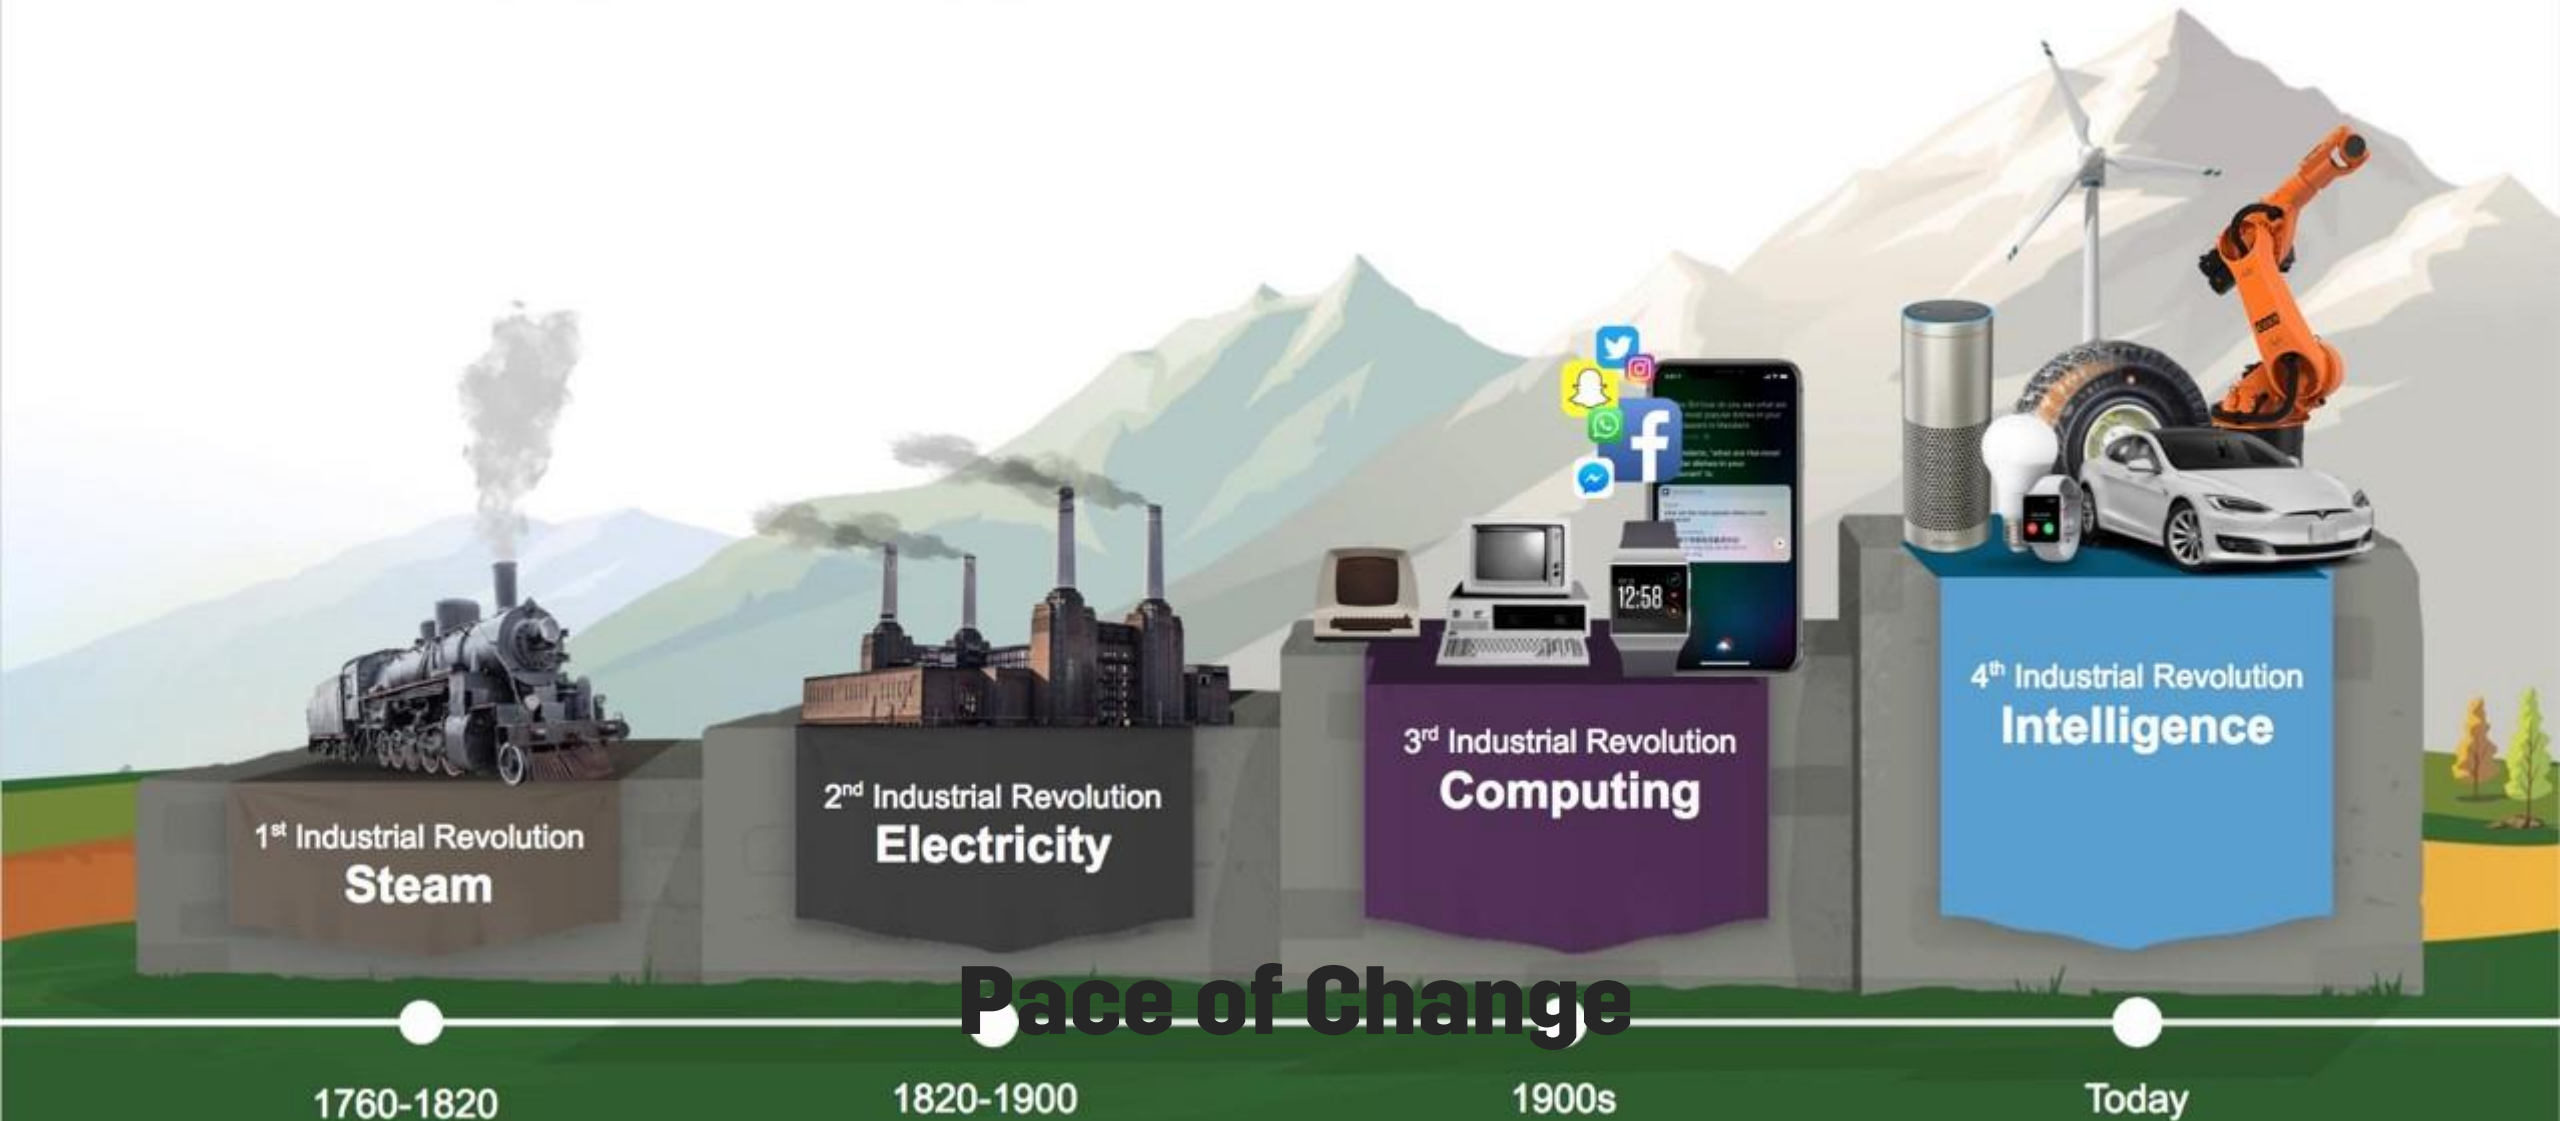 1st Industrial Revolution
Steam
2nd Industrial Revolution
Electricity
3rd Industrial Revolution
Computing
4th Industrial Revolution
Intelligence
12:58
Pace of Change
1760-1820
1820-1900
1900s
Today